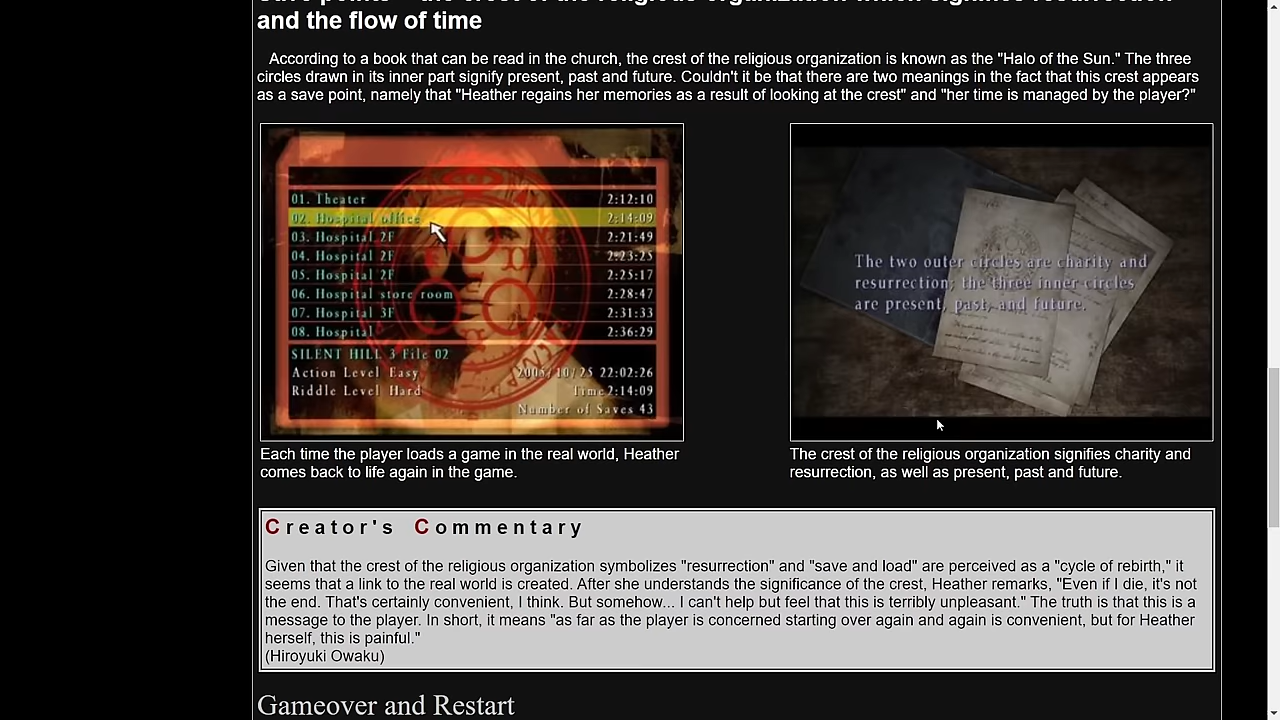 and the flow of time
According to a book that can be read in the church, the crest of the religious organization is known as the "Halo of the Sun." The three
circles drawn in its inner part signify present, past and future. Couldn't it be that there are two meanings in the fact that this crest appears
as a save point, namely that "Heather regains her memories as a result of looking at the crest" and "her time is managed by the player?"
01. Theater 2:12:10
02. Hospital office 2:14:09
03. Hospital 2F 2:21:49
04. Hospital 2F 2:23:25
05. Hospital 2F 2:25:17
06. Hospital store room 2:28:47
07. Hospital 3F 2:31:33
08. Hospital 2:36:29
SILENT HILL 3 File 02
Action Level Easy 2005/10/25 22:02:26
Riddle Level Hard Time 2:14:09
Number of Saves 43
The two outer circles are charity and
resurrection; the three inner circles
are present, past, and future.
Each time the player loads a game in the real world, Heather
comes back to life again in the game.
The crest of the religious organization signifies charity and
resurrection, as well as present, past and future.
Creator's Commentary
Given that the crest of the religious organization symbolizes "resurrection" and "save and load" are perceived as a "cycle of rebirth," it
seems that a link to the real world is created. After she understands the significance of the crest, Heather remarks, "Even if I die, it's not
the end. That's certainly convenient, I think. But somehow... I can't help but feel that this is terribly unpleasant." The truth is that this is a
message to the player. In short, it means "as far as the player is concerned starting over again and again is convenient, but for Heather
herself, this is painful."
(Hiroyuki Owaku)
Gameover and Restart